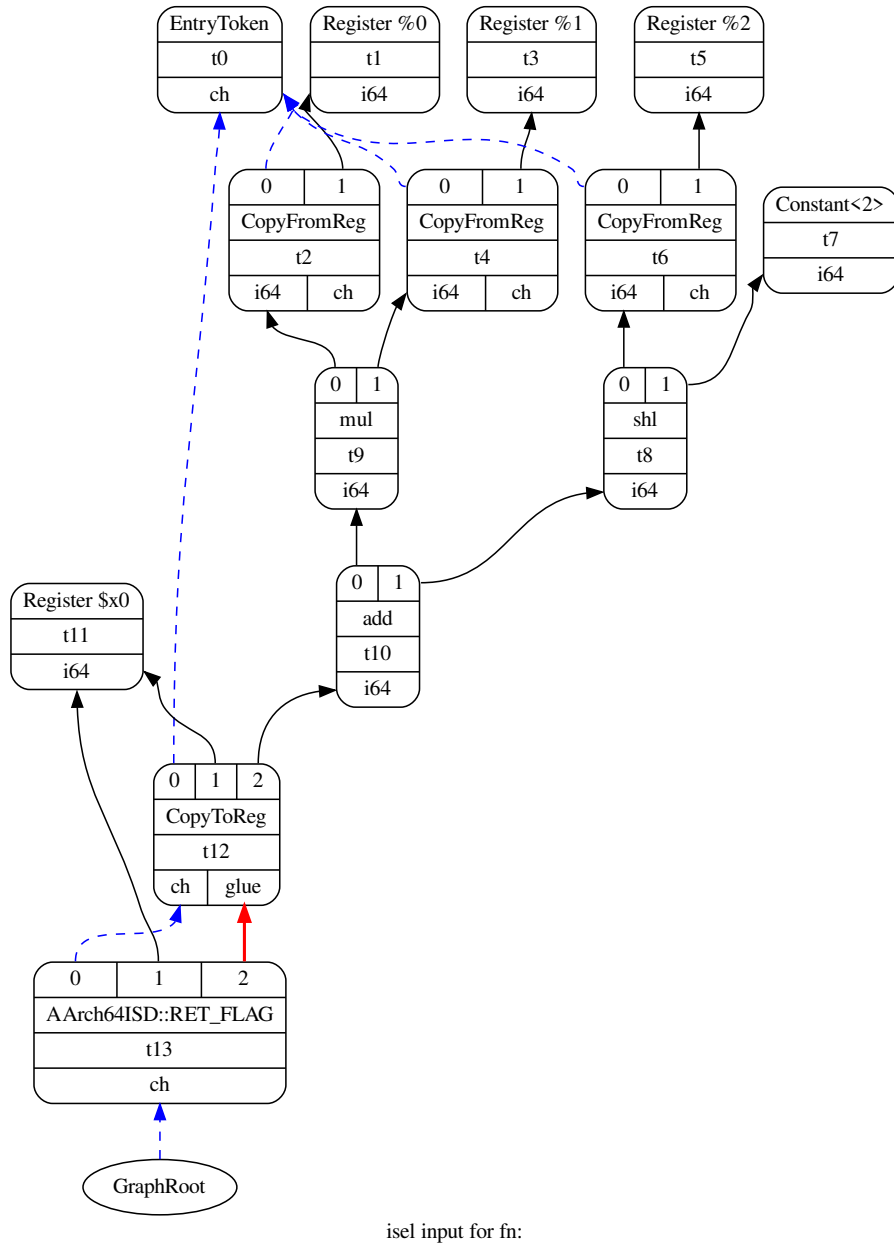 EntryToken
t0
ch
Register %0
t1
i64
Register %1
t3
i64
Register %2
t5
i64
0 1
CopyFromReg
t2
i64 ch
0 1
CopyFromReg
t4
i64 ch
0 1
CopyFromReg
t6
i64 ch
Constant<2>
t7
i64
0 1
mul
t9
i64
0 1
shl
t8
i64
0 1
add
t10
i64
Register $x0
t11
i64
0 1 2
CopyToReg
t12
ch glue
0 1 2
AArch64ISD::RET_FLAG
t13
ch
GraphRoot
isel input for fn: